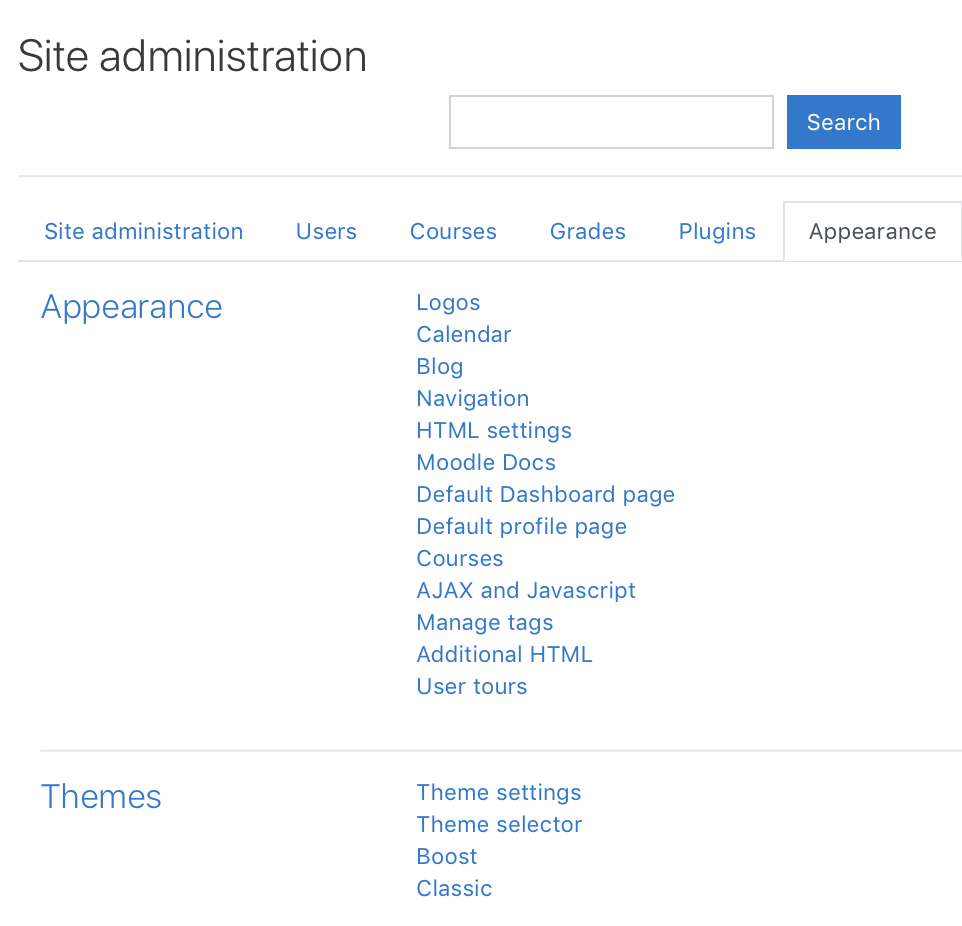 Site administration
Search
Site administration Users Courses Grades Plugins Appearance
Appearance
Logos
Calendar
Blog
Navigation
HTML settings
Moodle Docs
Default Dashboard page
Default profile page
Courses
AJAX and Javascript
Manage tags
Additional HTML
User tours
Themes
Theme settings
Theme selector
Boost
Classic